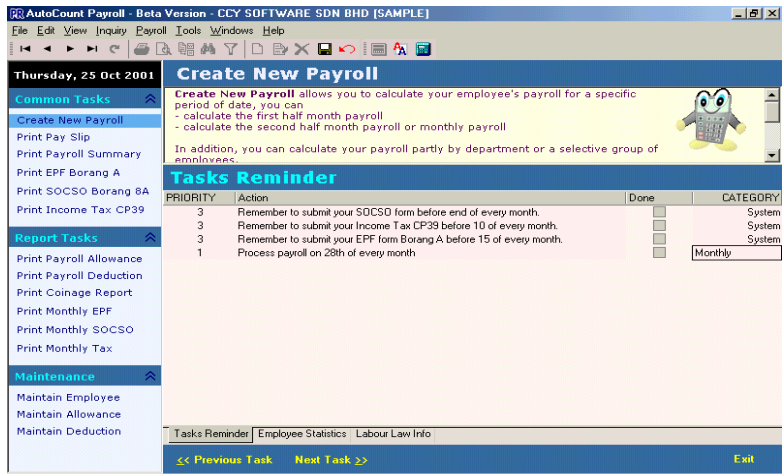 AutoCount Payroll - Beta Version - CCY SOFTWARE SDN BHD [SAMPLE]
File Edit View Inquiry Payroll Tools Windows Help
Thursday, 25 Oct 2001
Common Tasks
Create New Payroll
Print Pay Slip
Print Payroll Summary
Print EPF Borang A
Print SOCSO Borang 8A
Print Income Tax CP39
Report Tasks
Print Payroll Allowance
Print Payroll Deduction
Print Coinage Report
Print Monthly EPF
Print Monthly SOCSO
Print Monthly Tax
Maintenance
Maintain Employee
Maintain Allowance
Maintain Deduction
Create New Payroll
Create New Payroll allows you to calculate your employee's payroll for a specific
period of date, you can
- calculate the first half month payroll
- calculate the second half month payroll or monthly payroll
In addition, you can calculate your payroll partly by department or a selective group of
employees.
Tasks Reminder
PRIORITY Action Done CATEGORY
3 Remember to submit your SOCSO form before end of every month. System
3 Remember to submit your Income Tax CP39 before 10 of every month. System
3 Remember to submit your EPF form Borang A before 15 of every month. System
1 Process payroll on 28th of every month Monthly
Tasks Reminder Employee Statistics Labour Law Info
<< Previous Task Next Task >> Exit